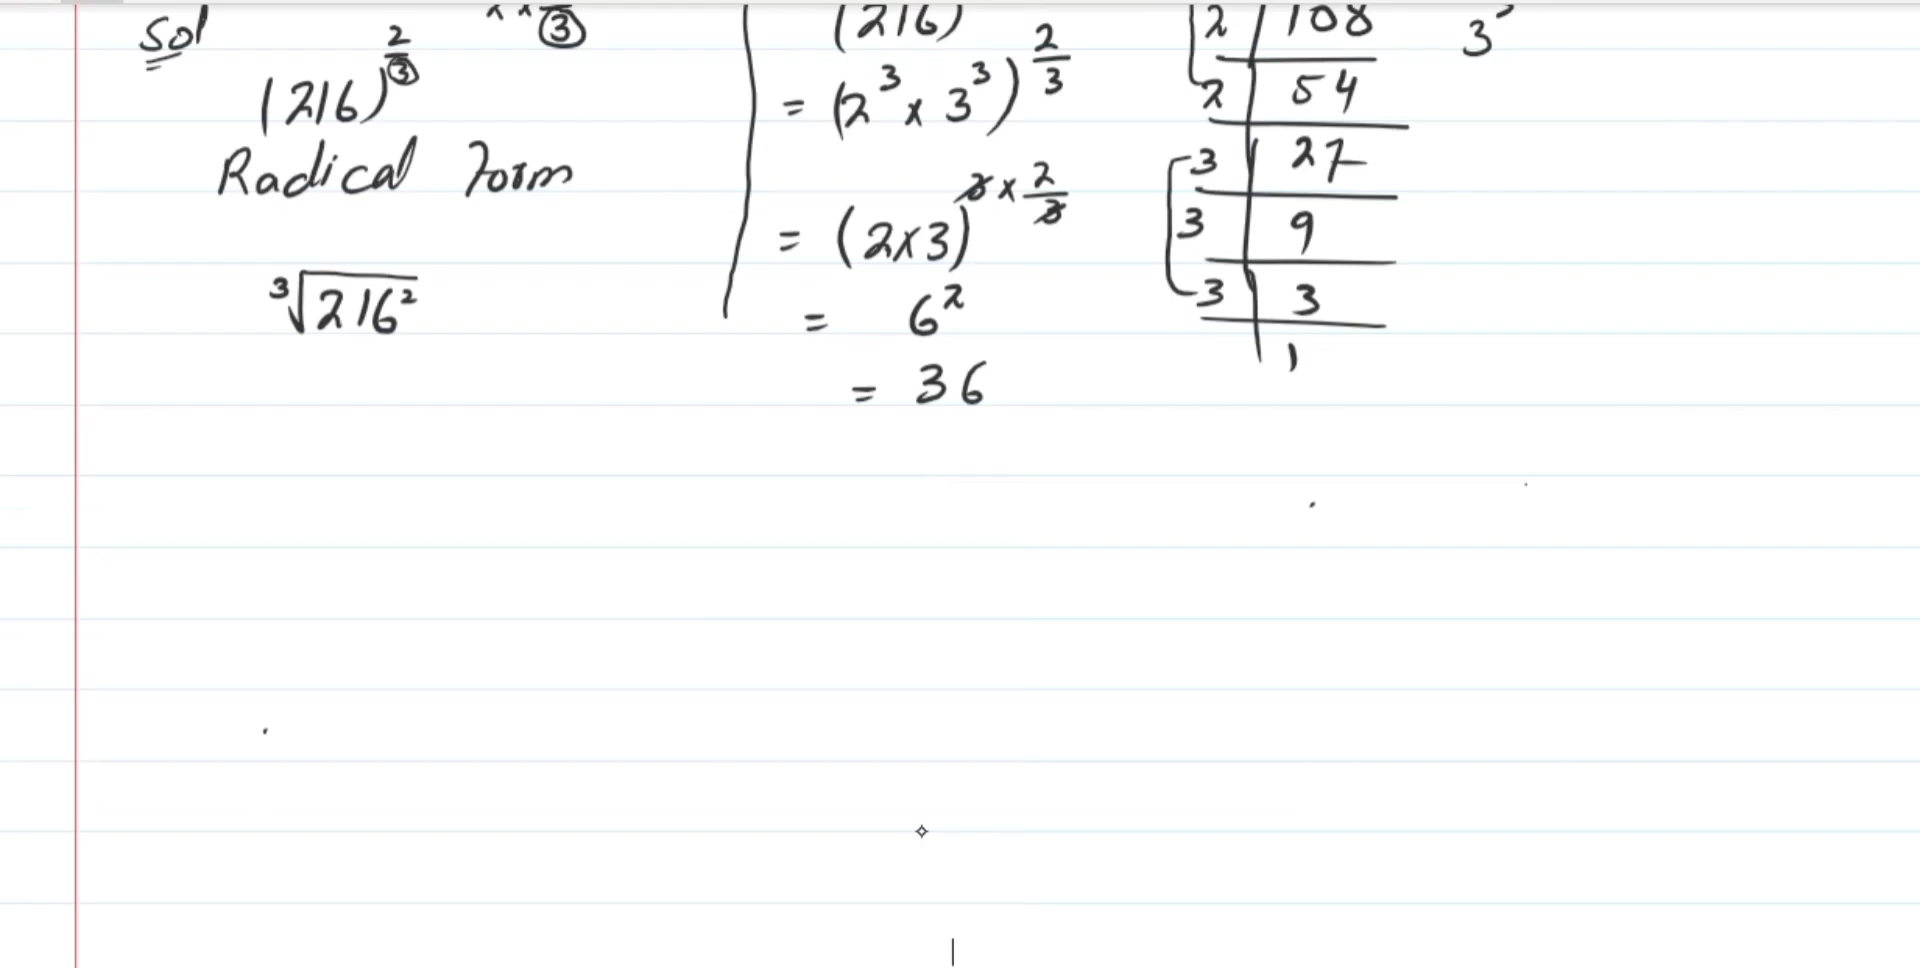 Sol
(216)^(2/3)
Radical Form
³√216²
(216)
= (2³ × 3³)^(2/3)
= (2×3)^(3 × 2/3)
= 6²
= 36
2 | 108
2 | 54
3 | 27
3 | 9
3 | 3
1
3³